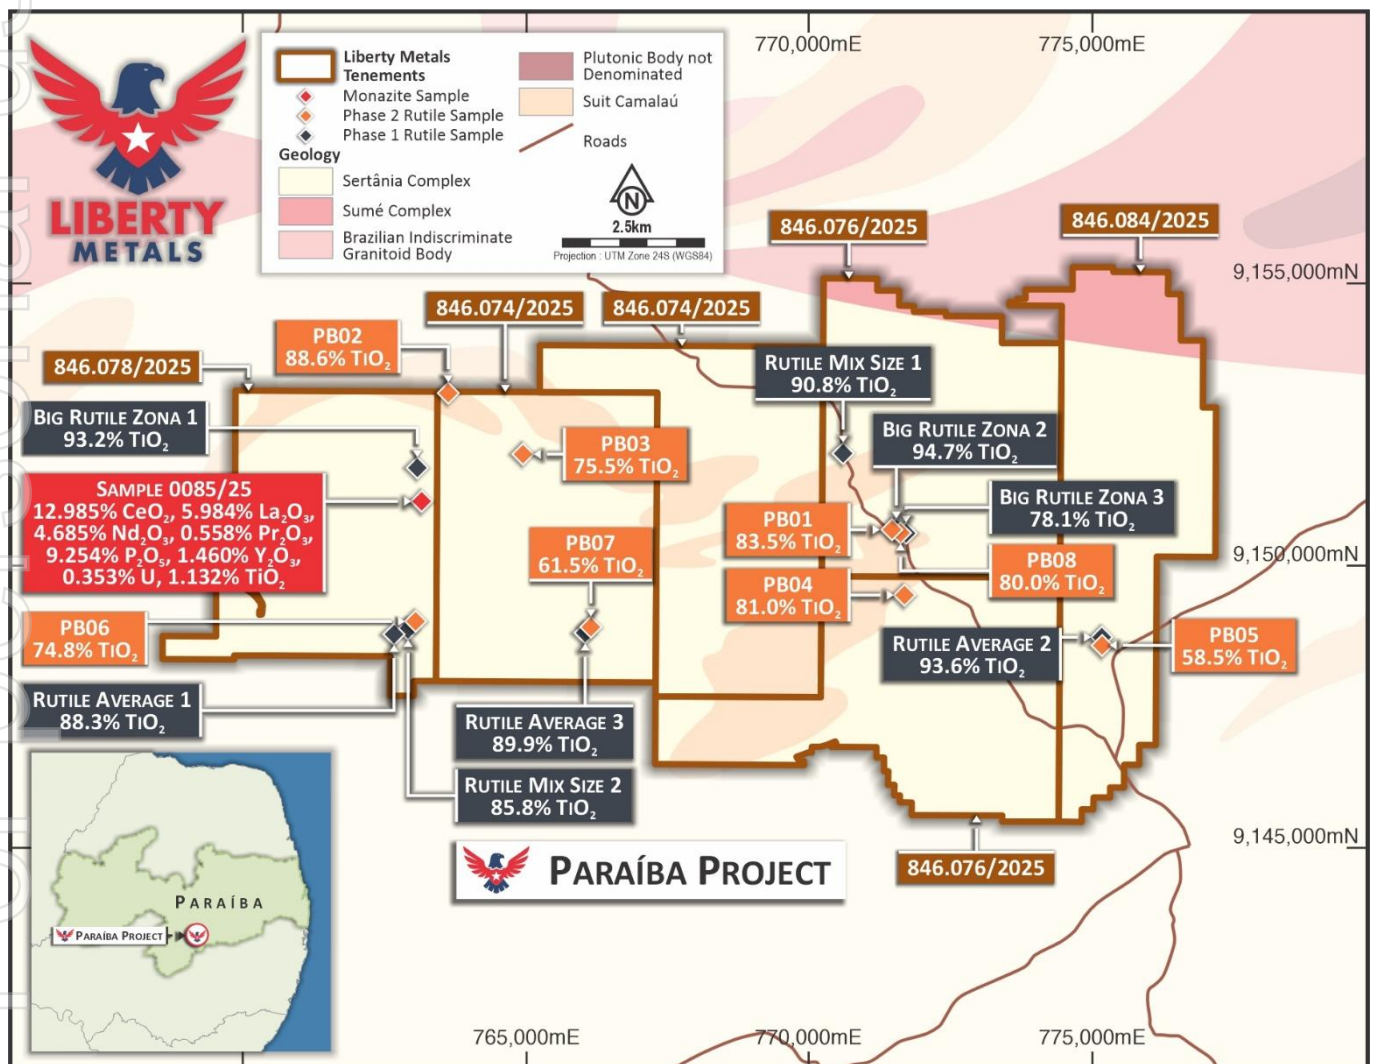 770,000mE
775,000mE
LIBERTY
METALS
Liberty Metals
Tenements
Monazite Sample
Phase 2 Rutile Sample
Phase 1 Rutile Sample
Geology
Sertânia Complex
Sumé Complex
Brazilian Indiscriminate
Granitoid Body
Plutonic Body not
Denominated
Suit Camalaú
Roads
N
2.5km
Projection : UTM Zone 24S (WGS84)
846.076/2025
846.084/2025
9,155,000mN
846.074/2025
846.074/2025
PB02
88.6% TiO₂
846.078/2025
RUTILE MIX SIZE 1
90.8% TiO₂
BIG RUTILE ZONA 1
93.2% TiO₂
BIG RUTILE ZONA 2
94.7% TiO₂
PB03
75.5% TiO₂
SAMPLE 0085/25
12.985% CeO₂, 5.984% La₂O₃,
4.685% Nd₂O₃, 0.558% Pr₂O₃,
9.254% P₂O₅, 1.460% Y₂O₃,
0.353% U, 1.132% TiO₂
BIG RUTILE ZONA 3
78.1% TiO₂
PB01
83.5% TiO₂
PB07
61.5% TiO₂
9,150,000mN
PB08
80.0% TiO₂
PB04
81.0% TiO₂
PB06
74.8% TiO₂
RUTILE AVERAGE 2
93.6% TiO₂
PB05
58.5% TiO₂
RUTILE AVERAGE 1
88.3% TiO₂
RUTILE AVERAGE 3
89.9% TiO₂
RUTILE MIX SIZE 2
85.8% TiO₂
9,145,000mN
846.076/2025
PARAÍBA PROJECT
PARAÍBA
PARAÍBA PROJECT
765,000mE
770,000mE
775,000mE